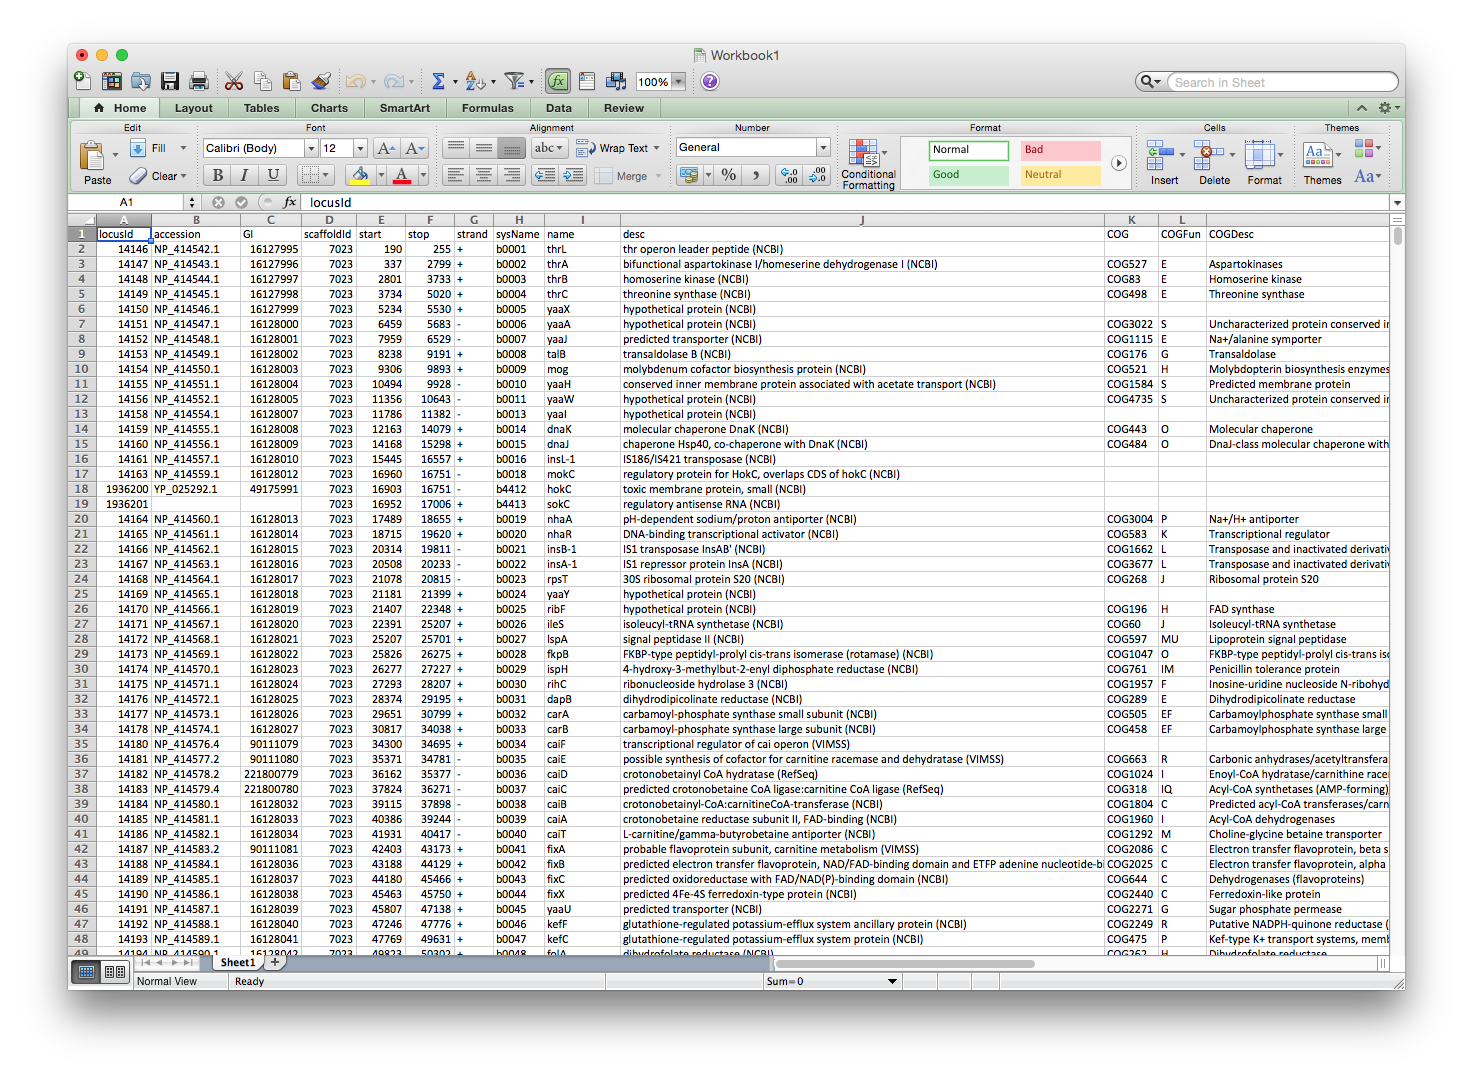 Workbook1
100%
Search in Sheet
Home Layout Tables Charts SmartArt Formulas Data Review
Edit Font Alignment Number Format Cells Themes
Fill Calibri (Body) 12 A A abc Wrap Text General Normal Bad
Paste Clear B I U A Merge % , .0 .00 .00 .0 Conditional Formatting Good Neutral Insert Delete Format Themes Aa
A1 fx locusId
A B C D E F G H I J K L
1 locusId accession GI scaffoldId start stop strand sysName name desc COG COGFun COGDesc
2 14146 NP_414542.1 16127995 7023 190 255 + b0001 thrL thr operon leader peptide (NCBI)
3 14147 NP_414543.1 16127996 7023 337 2799 + b0002 thrA bifunctional aspartokinase I/homeserine dehydrogenase I (NCBI) COG527 E Aspartokinases
4 14148 NP_414544.1 16127997 7023 2801 3733 + b0003 thrB homoserine kinase (NCBI) COG83 E Homoserine kinase
5 14149 NP_414545.1 16127998 7023 3734 5020 + b0004 thrC threonine synthase (NCBI) COG498 E Threonine synthase
6 14150 NP_414546.1 16127999 7023 5234 5530 + b0005 yaaX hypothetical protein (NCBI)
7 14151 NP_414547.1 16128000 7023 6459 5683 - b0006 yaaA hypothetical protein (NCBI) COG3022 S Uncharacterized protein conserved i
8 14152 NP_414548.1 16128001 7023 7959 6529 - b0007 yaaJ predicted transporter (NCBI) COG1115 E Na+/alanine symporter
9 14153 NP_414549.1 16128002 7023 8238 9191 + b0008 talB transaldolase B (NCBI) COG176 G Transaldolase
10 14154 NP_414550.1 16128003 7023 9306 9893 + b0009 mog molybdenum cofactor biosynthesis protein (NCBI) COG521 H Molybdopterin biosynthesis enzymes
11 14155 NP_414551.1 16128004 7023 10494 9928 - b0010 yaaH conserved inner membrane protein associated with acetate transport (NCBI) COG1584 S Predicted membrane protein
12 14156 NP_414552.1 16128005 7023 11356 10643 - b0011 yaaW hypothetical protein (NCBI) COG4735 S Uncharacterized protein conserved i
13 14158 NP_414554.1 16128007 7023 11786 11382 - b0013 yaaI hypothetical protein (NCBI)
14 14159 NP_414555.1 16128008 7023 12163 14079 + b0014 dnaK molecular chaperone DnaK (NCBI) COG443 O Molecular chaperone
15 14160 NP_414556.1 16128009 7023 14168 15298 + b0015 dnaJ chaperone Hsp40, co-chaperone with DnaK (NCBI) COG484 O DnaJ-class molecular chaperone with
16 14161 NP_414557.1 16128010 7023 15445 16557 + b0016 insL-1 IS186/IS421 transposase (NCBI)
17 14163 NP_414559.1 16128012 7023 16960 16751 - b0018 mokC regulatory protein for HokC, overlaps CDS of hokC (NCBI)
18 1936200 YP_025292.1 49175991 7023 16903 16751 - b4412 hokC toxic membrane protein, small (NCBI)
19 1936201 7023 16952 17006 + b4413 sokC regulatory antisense RNA (NCBI)
20 14164 NP_414560.1 16128013 7023 17489 18655 + b0019 nhaA pH-dependent sodium/proton antiporter (NCBI) COG3004 P Na+/H+ antiporter
21 14165 NP_414561.1 16128014 7023 18715 19620 + b0020 nhaR DNA-binding transcriptional activator (NCBI) COG583 K Transcriptional regulator
22 14166 NP_414562.1 16128015 7023 20314 19811 - b0021 insB-1 IS1 transposase InsAB' (NCBI) COG1662 L Transposase and inactivated derivati
23 14167 NP_414563.1 16128016 7023 20508 20233 - b0022 insA-1 IS1 repressor protein InsA (NCBI) COG3677 L Transposase and inactivated derivati
24 14168 NP_414564.1 16128017 7023 21078 20815 - b0023 rpsT 30S ribosomal protein S20 (NCBI) COG268 J Ribosomal protein S20
25 14169 NP_414565.1 16128018 7023 21181 21399 + b0024 yaaY hypothetical protein (NCBI)
26 14170 NP_414566.1 16128019 7023 21407 22348 + b0025 ribF hypothetical protein (NCBI) COG196 H FAD synthase
27 14171 NP_414567.1 16128020 7023 22391 25207 + b0026 ileS isoleucyl-tRNA synthetase (NCBI) COG60 J Isoleucyl-tRNA synthetase
28 14172 NP_414568.1 16128021 7023 25207 25701 + b0027 lspA signal peptidase II (NCBI) COG597 MU Lipoprotein signal peptidase
29 14173 NP_414569.1 16128022 7023 25826 26275 + b0028 fkpB FKBP-type peptidyl-prolyl cis-trans isomerase (rotamase) (NCBI) COG1047 O FKBP-type peptidyl-prolyl cis-trans is
30 14174 NP_414570.1 16128023 7023 26277 27227 + b0029 ispH 4-hydroxy-3-methylbut-2-enyl diphosphate reductase (NCBI) COG761 IM Penicillin tolerance protein
31 14175 NP_414571.1 16128024 7023 27293 28207 + b0030 rihC ribonucleoside hydrolase 3 (NCBI) COG1957 F Inosine-uridine nucleoside N-ribohyd
32 14176 NP_414572.1 16128025 7023 28374 29195 + b0031 dapB dihydrodipicolinate reductase (NCBI) COG289 E Dihydrodipicolinate reductase
33 14177 NP_414573.1 16128026 7023 29651 30799 + b0032 carA carbamoyl-phosphate synthase small subunit (NCBI) COG505 EF Carbamoylphosphate synthase small
34 14178 NP_414574.1 16128027 7023 30817 34038 + b0033 carB carbamoyl-phosphate synthase large subunit (NCBI) COG458 EF Carbamoylphosphate synthase large
35 14180 NP_414576.4 90111079 7023 34300 34695 + b0034 caiF transcriptional regulator of cai operon (VIMSS)
36 14181 NP_414577.2 90111080 7023 35371 34781 - b0035 caiE possible synthesis of cofactor for carnitine racemase and dehydratase (VIMSS) COG663 R Carbonic anhydrases/acetyltransfera
37 14182 NP_414578.2 221800779 7023 36162 35377 - b0036 caiD crotonobetainyl CoA hydratase (RefSeq) COG1024 I Enoyl-CoA hydratase/carnithine race
38 14183 NP_414579.4 221800780 7023 37824 36271 - b0037 caiC predicted crotonobetaine CoA ligase:carnitine CoA ligase (RefSeq) COG318 IQ Acyl-CoA synthetases (AMP-forming)
39 14184 NP_414580.1 16128032 7023 39115 37898 - b0038 caiB crotonobetainyl-CoA:carnitineCoA-transferase (NCBI) COG1804 C Predicted acyl-CoA transferases/carn
40 14185 NP_414581.1 16128033 7023 40386 39244 - b0039 caiA crotonobetaine reductase subunit II, FAD-binding (NCBI) COG1960 I Acyl-CoA dehydrogenases
41 14186 NP_414582.1 16128034 7023 41931 40417 - b0040 caiT L-carnitine/gamma-butyrobetaine antiporter (NCBI) COG1292 M Choline-glycine betaine transporter
42 14187 NP_414583.2 90111081 7023 42403 43173 + b0041 fixA probable flavoprotein subunit, carnitine metabolism (VIMSS) COG2086 C Electron transfer flavoprotein, beta s
43 14188 NP_414584.1 16128036 7023 43188 44129 + b0042 fixB predicted electron transfer flavoprotein, NAD/FAD-binding domain and ETFP adenine nucleotide-bi COG2025 C Electron transfer flavoprotein, alpha
44 14189 NP_414585.1 16128037 7023 44180 45466 + b0043 fixC predicted oxidoreductase with FAD/NAD(P)-binding domain (NCBI) COG644 C Dehydrogenases (flavoproteins)
45 14190 NP_414586.1 16128038 7023 45463 45750 + b0044 fixX predicted 4Fe-4S ferredoxin-type protein (NCBI) COG2440 C Ferredoxin-like protein
46 14191 NP_414587.1 16128039 7023 45807 47138 + b0045 yaaU predicted transporter (NCBI) COG2271 G Sugar phosphate permease
47 14192 NP_414588.1 16128040 7023 47246 47776 + b0046 kefF glutathione-regulated potassium-efflux system ancillary protein (NCBI) COG2249 R Putative NADPH-quinone reductase (
48 14193 NP_414589.1 16128041 7023 47769 49631 + b0047 kefC glutathione-regulated potassium-efflux system protein (NCBI) COG475 P Kef-type K+ transport systems, memb
49 14194 NP_414590.1 16128042 7023 49823 50302 + b0048 folA dihydrofolate reductase (NCBI) COG262 H Dihydrofolate reductase
Sheet1
Normal View Ready Sum=0